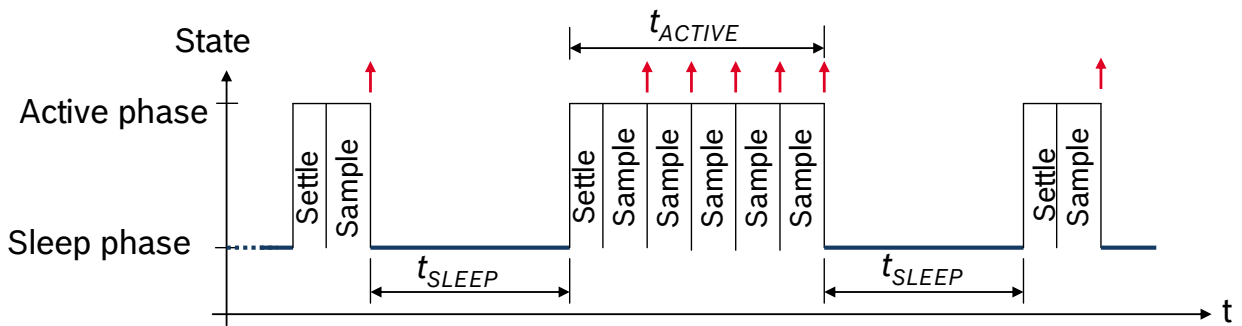 t_ACTIVE
State
Active phase
Settle
Sample
Settle
Sample
Sample
Sample
Sample
Sample
Settle
Sample
Sleep phase
t_SLEEP
t_SLEEP
t